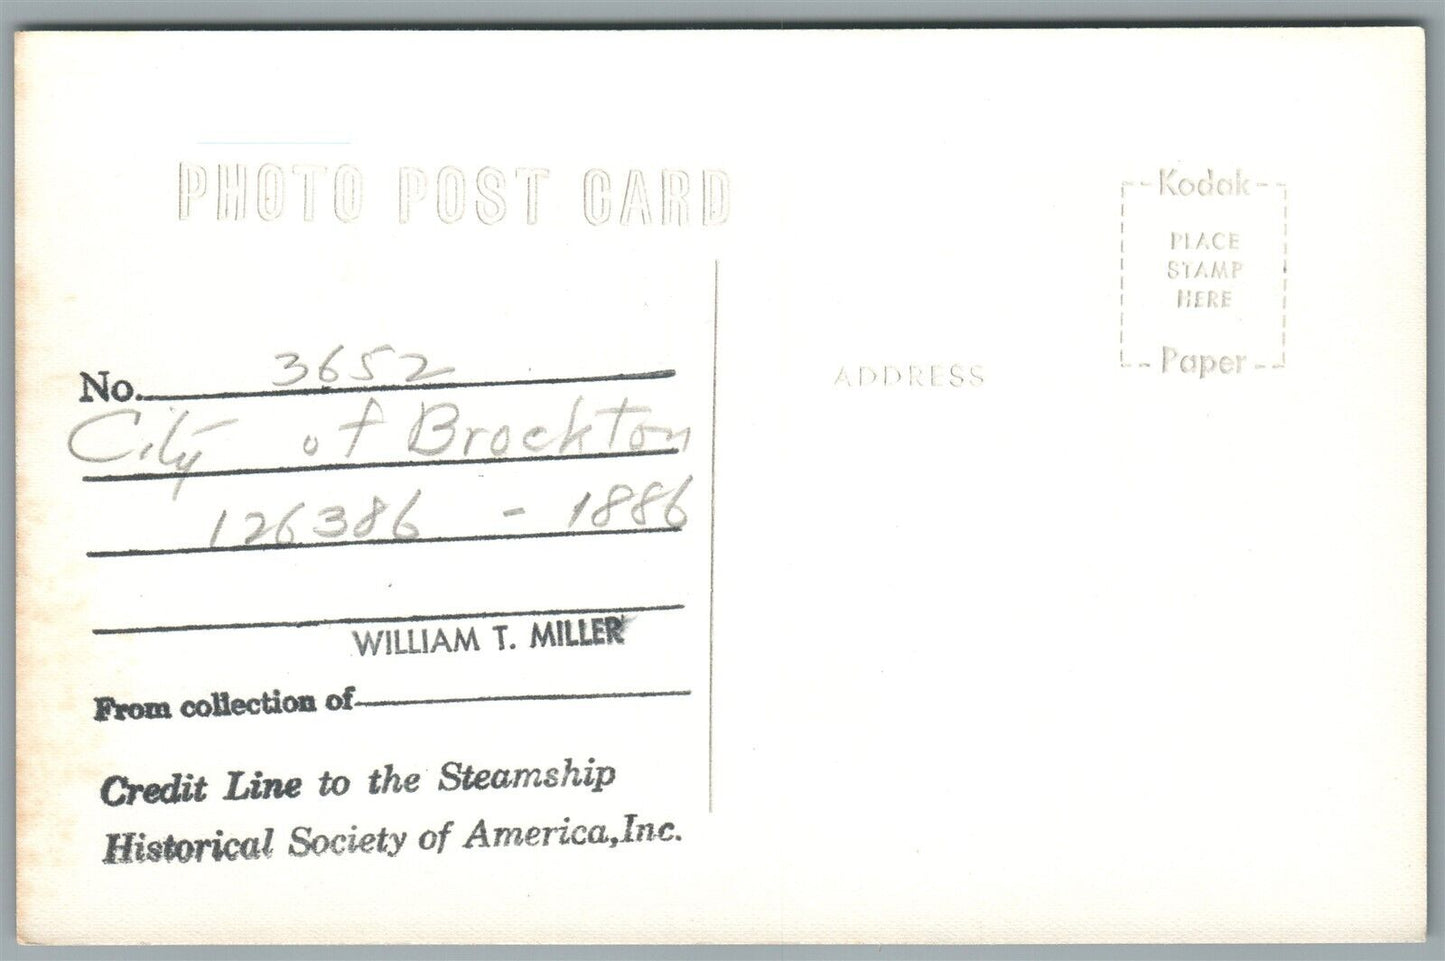 PHOTO POST CARD
No. 3652
City of Brockton
126386 - 1886
WILLIAM T. MILLER
From collection of
Credit Line to the Steamship
Historical Society of America, Inc.
Kodak
PLACE
STAMP
HERE
Paper
ADDRESS